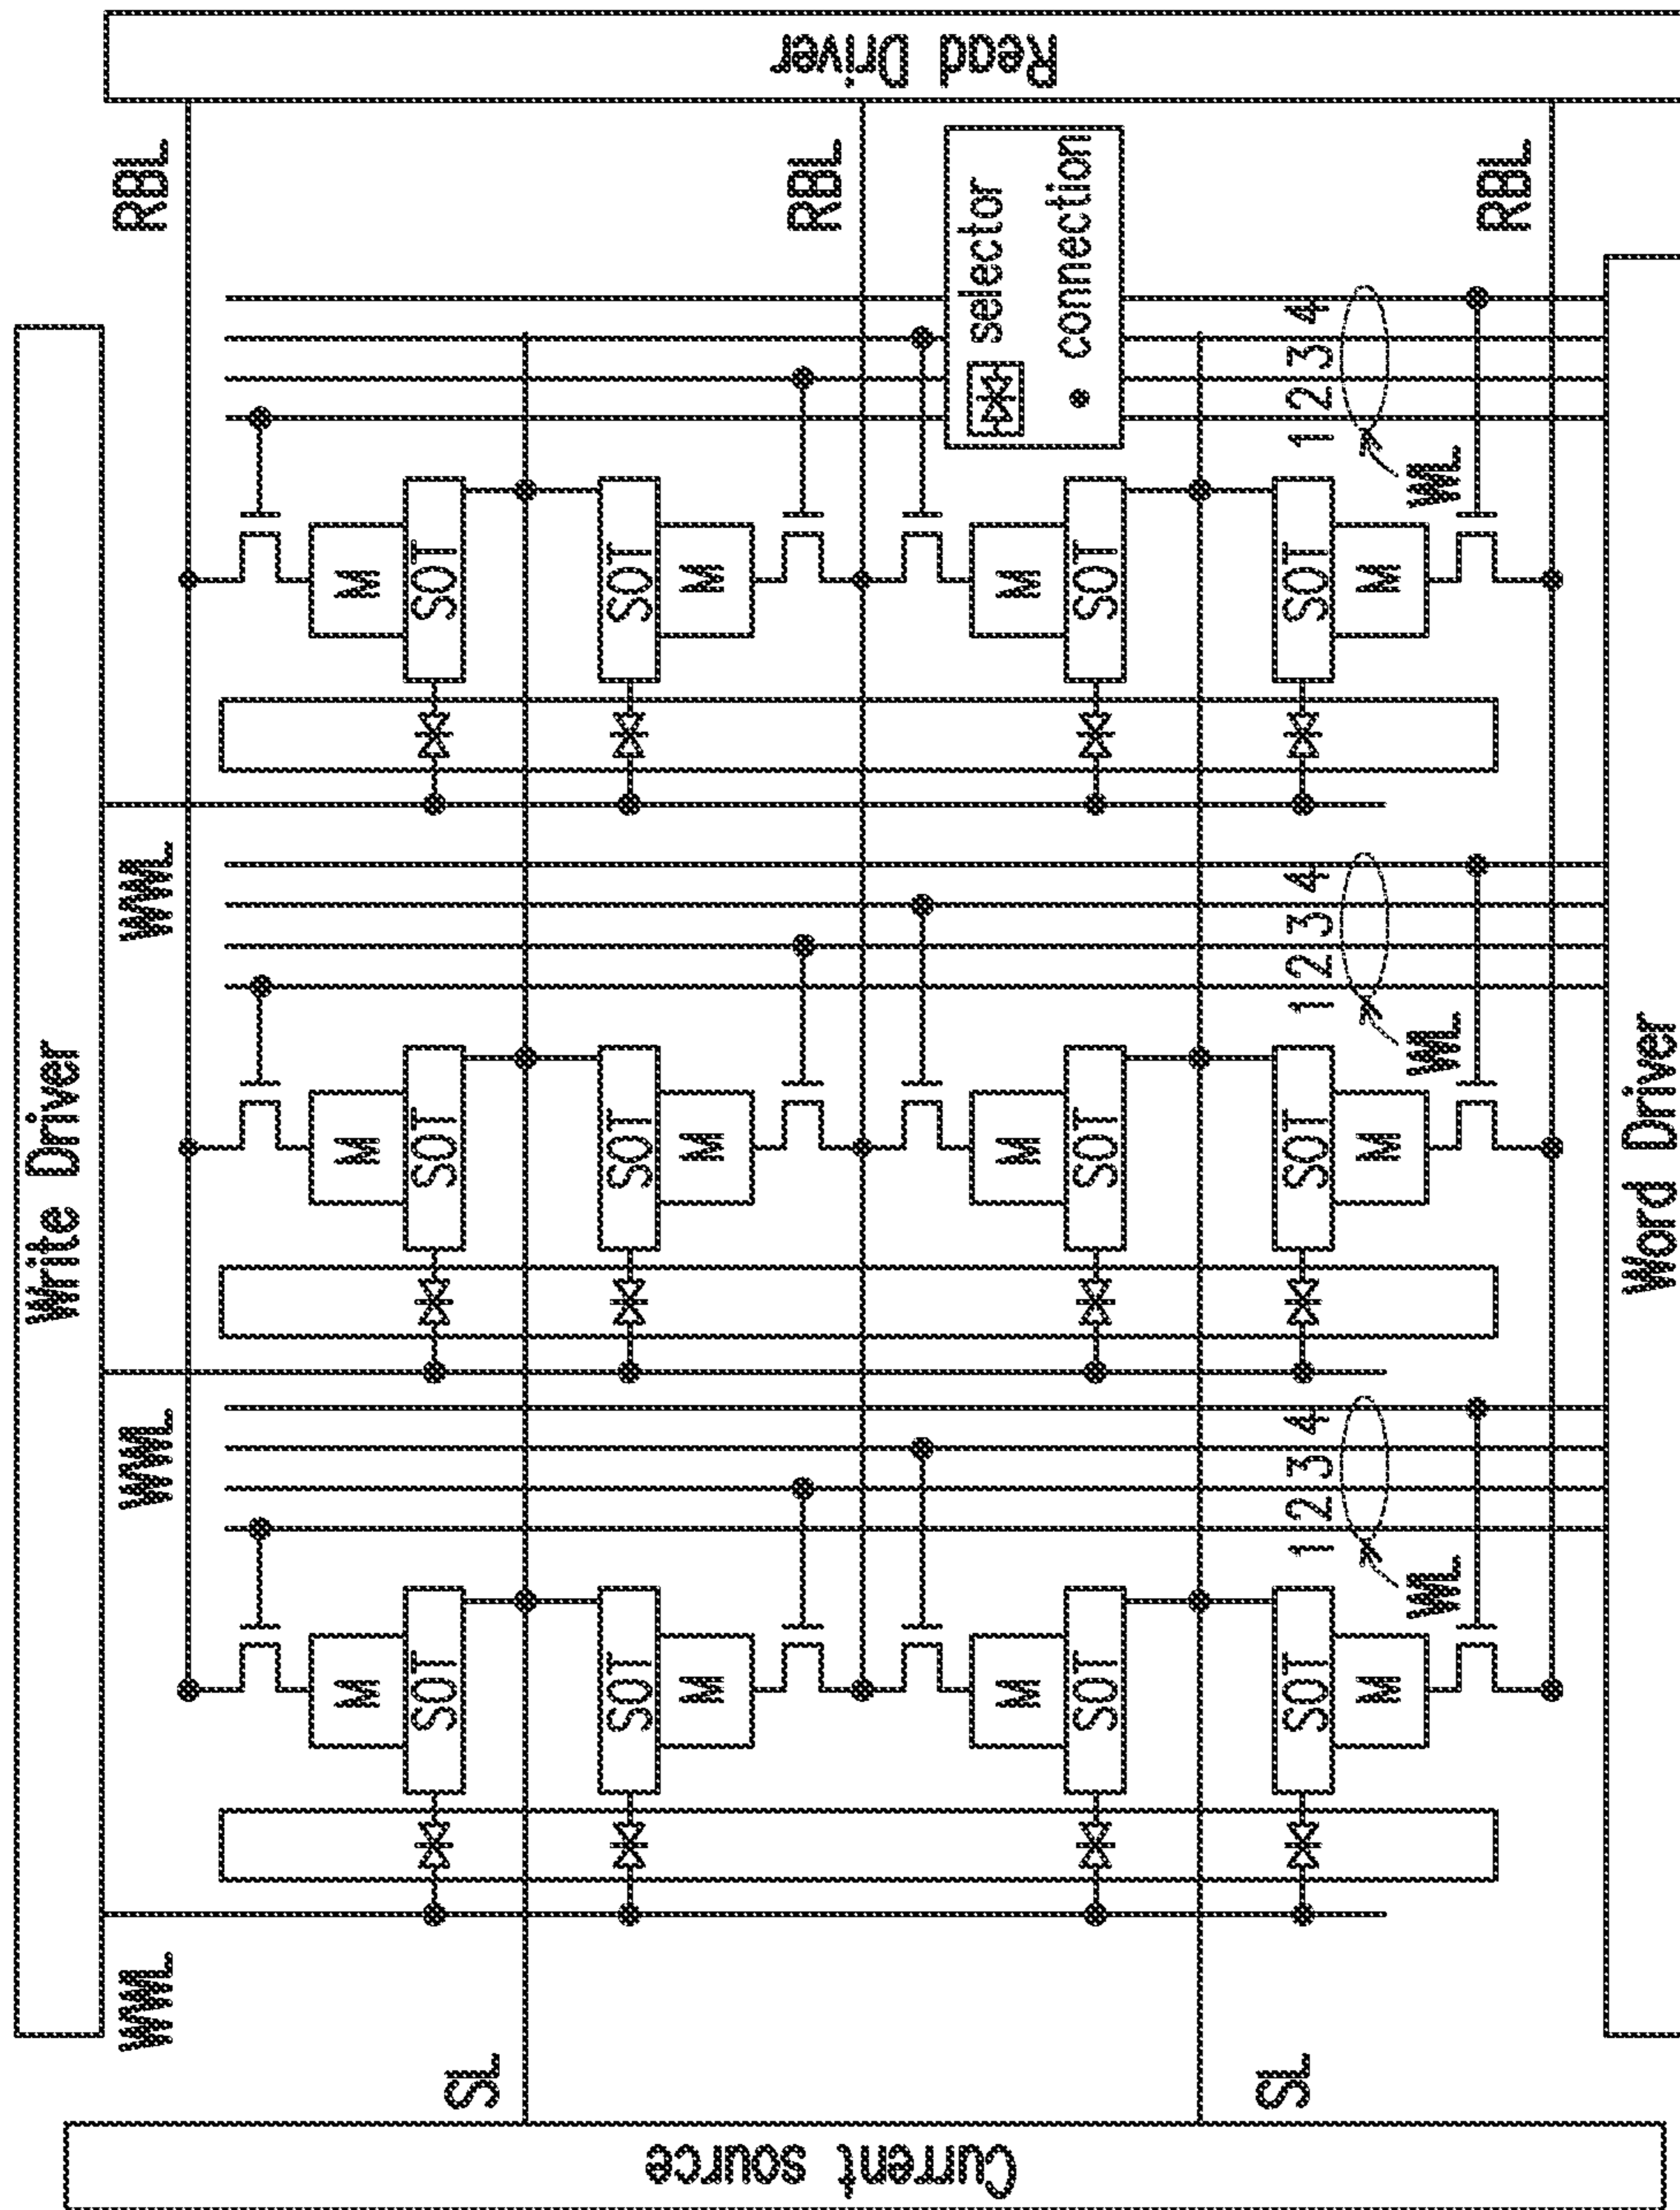 Write Driver
Current source
Read Driver
WWL
WWL
WWL
RBL
M
M
M
SOT
SOT
SOT
SL
SOT
SOT
SOT
M
M
M
RBL
selector
connection
M
M
M
SOT
SOT
SOT
SL
SOT
1 2 3 4
SOT
1 2 3 4
SOT
1 2 3 4
M
M
M
WL
WL
WL
RBL
Word Driver